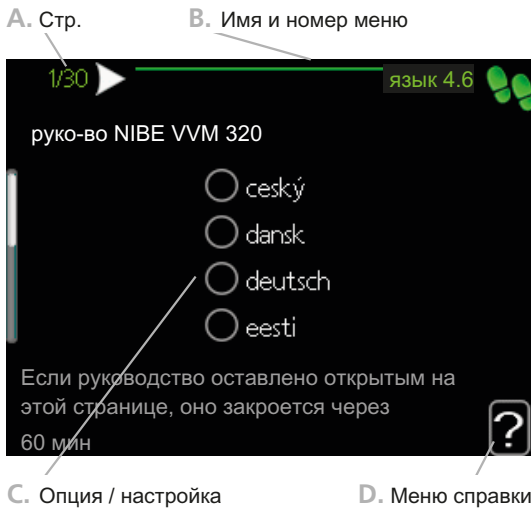 A. Стр.
B. Имя и номер меню
1/30
язык 4.6
руко-во NIBE VVM 320
ceský
dansk
deutsch
eesti
Если руководство оставлено открытым на
этой странице, оно закроется через
60 мин
?
C. Опция / настройка
D. Меню справки